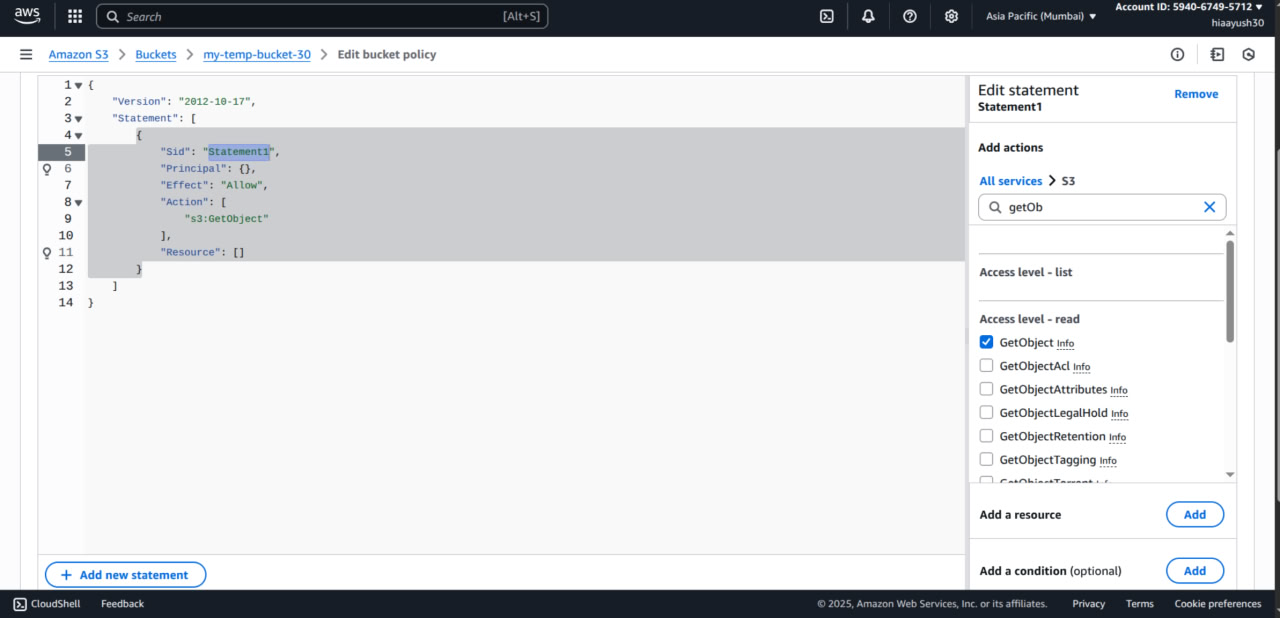 aws
Search [Alt+S]
Asia Pacific (Mumbai)
Account ID: 5940-6749-5712
hiaayush30
Amazon S3 > Buckets > my-temp-bucket-30 > Edit bucket policy
1 {
2 "Version": "2012-10-17",
3 "Statement": [
4 {
5 "Sid": "Statement1",
6 "Principal": {},
7 "Effect": "Allow",
8 "Action": [
9 "s3:GetObject"
10 ],
11 "Resource": []
12 }
13 ]
14 }
+ Add new statement
Edit statement
Remove
Statement1
Add actions
All services > S3
getOb
Access level - list
Access level - read
GetObject Info
GetObjectAcl Info
GetObjectAttributes Info
GetObjectLegalHold Info
GetObjectRetention Info
GetObjectTagging Info
GetObjectTorrent Info
Add a resource Add
Add a condition (optional) Add
CloudShell Feedback © 2025, Amazon Web Services, Inc. or its affiliates. Privacy Terms Cookie preferences